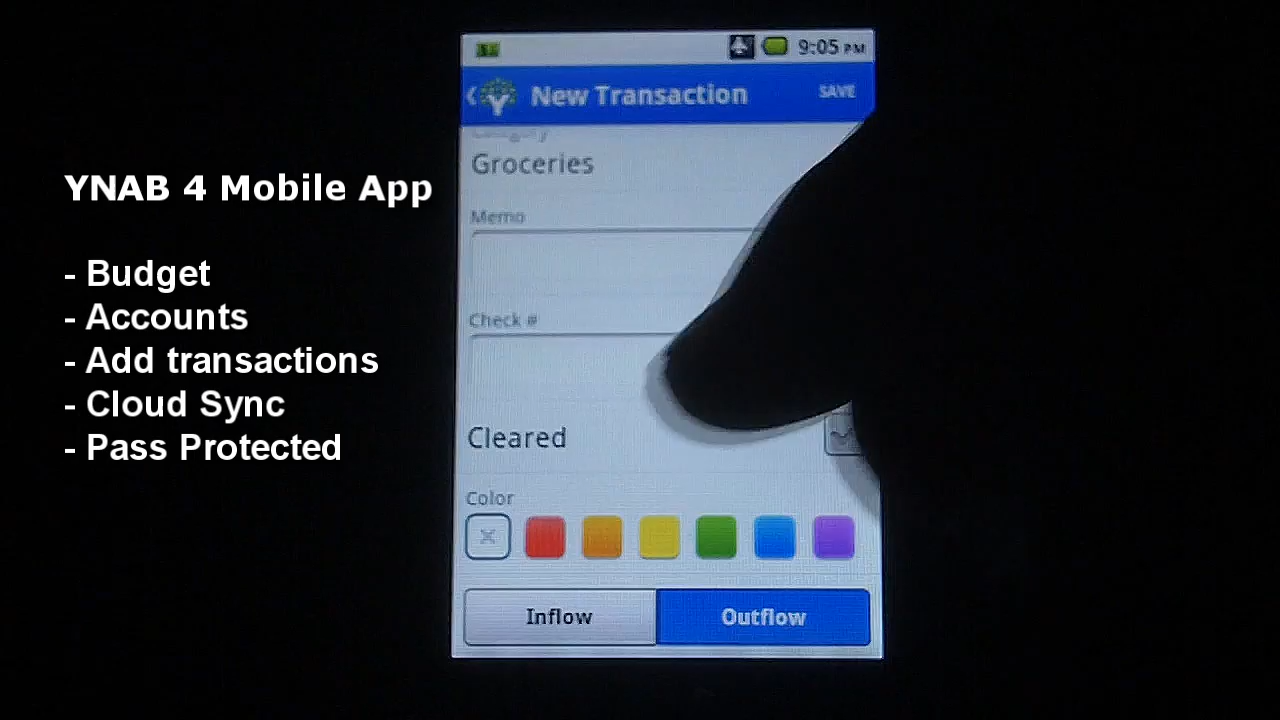 YNAB 4 Mobile App
- Budget
- Accounts
- Add transactions
- Cloud Sync
- Pass Protected
9:05 PM
New Transaction
SAVE
Groceries
Memo
Check #
Cleared
Color
Inflow
Outflow